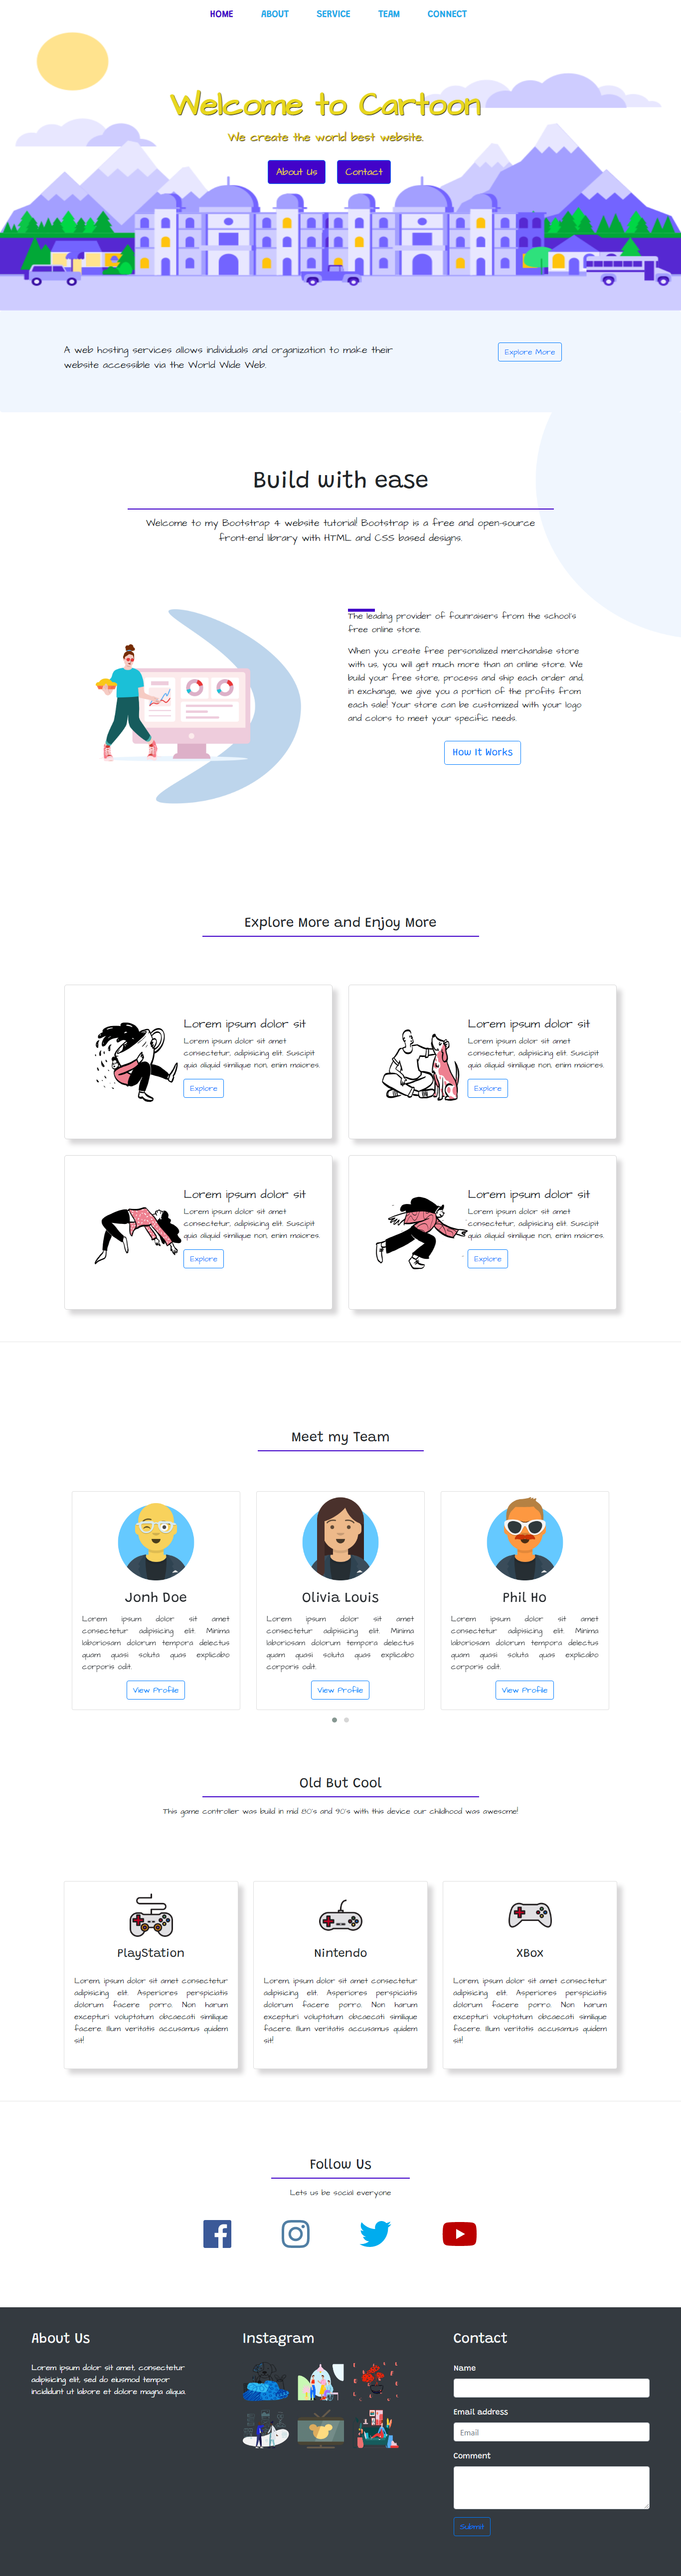 HOME ABOUT SERVICE TEAM CONNECT
Welcome to Cartoon
We create the world best website.
About Us Contact
A web hosting services allows individuals and organization to make their
website accessible via the World Wide Web.
Explore More
Build with ease
Welcome to my Bootstrap 4 website tutorial! Bootstrap is a free and open-source
front-end library with HTML and CSS based designs.
The leading provider of founraisers from the school's
free online store.
When you create free personalized merchandise store
with us, you will get much more than an online store. We
build your free store, process and ship each order and,
in exchange, we give you a portion of the profits from
each sale! Your store can be customized with your logo
and colors to meet your specific needs.
How It Works
Explore More and Enjoy More
Lorem ipsum dolor sit
Lorem ipsum dolor sit amet
consectetur, adipisicing elit. Suscipit
quia aliquid similique non, enim maiores.
Explore
Lorem ipsum dolor sit
Lorem ipsum dolor sit amet
consectetur, adipisicing elit. Suscipit
quia aliquid similique non, enim maiores.
Explore
Lorem ipsum dolor sit
Lorem ipsum dolor sit amet
consectetur, adipisicing elit. Suscipit
quia aliquid similique non, enim maiores.
Explore
Lorem ipsum dolor sit
Lorem ipsum dolor sit amet
consectetur, adipisicing elit. Suscipit
quia aliquid similique non, enim maiores.
Explore
Meet my Team
Jonh Doe
Lorem ipsum dolor sit amet
consectetur adipisicing elit. Minima
laboriosam dolorum tempora delectus
quam quasi soluta quas explicabo
corporis odit.
View Profile
Olivia Louis
Lorem ipsum dolor sit amet
consectetur adipisicing elit. Minima
laboriosam dolorum tempora delectus
quam quasi soluta quas explicabo
corporis odit.
View Profile
Phil Ho
Lorem ipsum dolor sit amet
consectetur adipisicing elit. Minima
laboriosam dolorum tempora delectus
quam quasi soluta quas explicabo
corporis odit.
View Profile
Old But Cool
This game controller was build in mid 80's and 90's with this device our childhood was awesome!
PlayStation
Lorem, ipsum dolor sit amet consectetur
adipisicing elit. Asperiores perspiciatis
dolorum facere porro. Non harum
excepturi voluptatum obcaecati similique
facere. Illum veritatis accusamus quidem
sit!
Nintendo
Lorem, ipsum dolor sit amet consectetur
adipisicing elit. Asperiores perspiciatis
dolorum facere porro. Non harum
excepturi voluptatum obcaecati similique
facere. Illum veritatis accusamus quidem
sit!
XBox
Lorem, ipsum dolor sit amet consectetur
adipisicing elit. Asperiores perspiciatis
dolorum facere porro. Non harum
excepturi voluptatum obcaecati similique
facere. Illum veritatis accusamus quidem
sit!
Follow Us
Lets us be social everyone
About Us
Lorem ipsum dolor sit amet, consectetur
adipisicing elit, sed do eiusmod tempor
incididunt ut labore et dolore magna aliqua.
Instagram
Contact
Name
Email address
Email
Comment
Submit